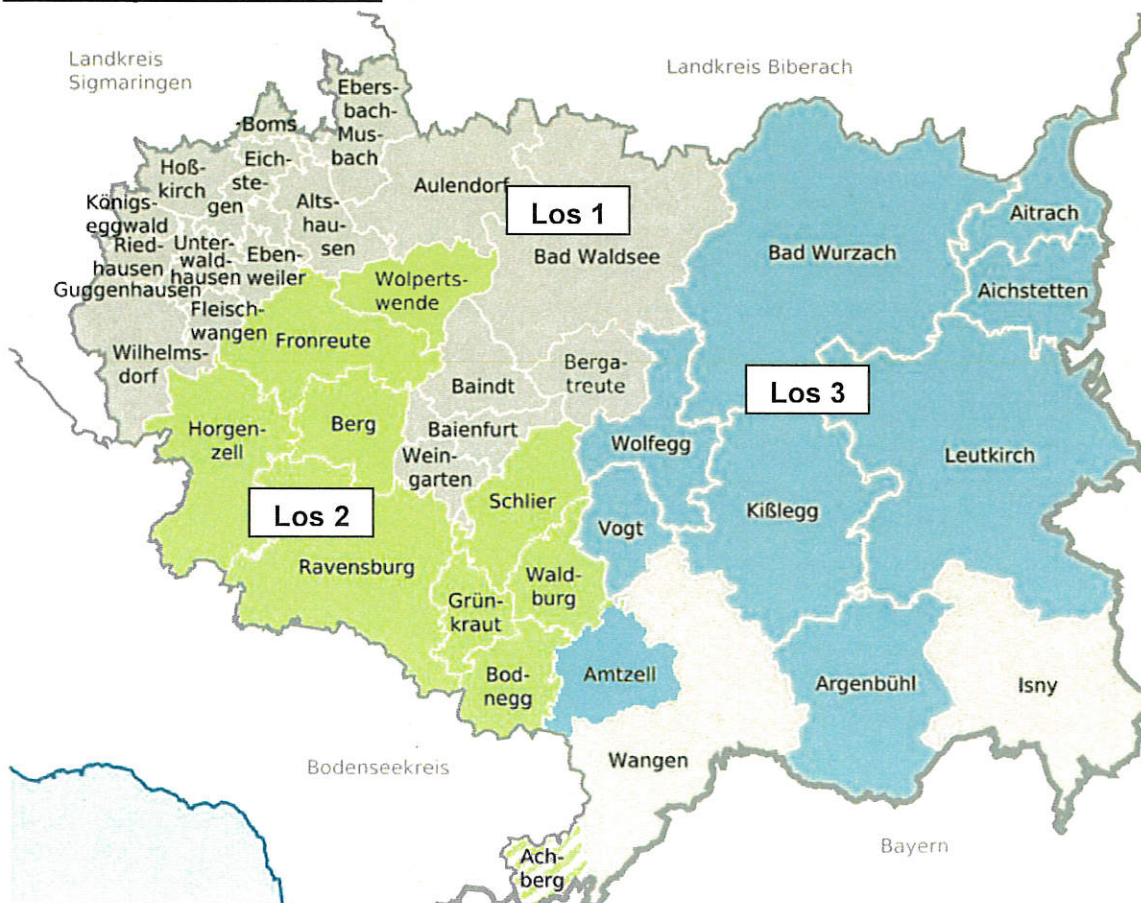 Landkreis
Sigmaringen
Landkreis Biberach
Ebers-
bach-
Mus-
bach
-Boms
Hoß-
kirch
Eich-
ste-
gen
Aulendorf
Alts-
hau-
sen
Los 1
Königs-
eggwald
Ried-
hausen
Unter-
wald-
hausen
Eben-
weiler
Guggenhausen
Fleisch-
wangen
Wilhelms-
dorf
Bad Waldsee
Wolperts-
wende
Fronreute
Bad Wurzach
Aitrach
Aichstetten
Baindt
Berga-
treute
Los 3
Horgen-
zell
Berg
Baienfurt
Wein-
garten
Wolfegg
Leutkirch
Los 2
Schlier
Vogt
Kißlegg
Ravensburg
Wald-
burg
Grün-
kraut
Bod-
negg
Amtzell
Argenbühl
Isny
Wangen
Bodenseekreis
Bayern
Ach-
berg